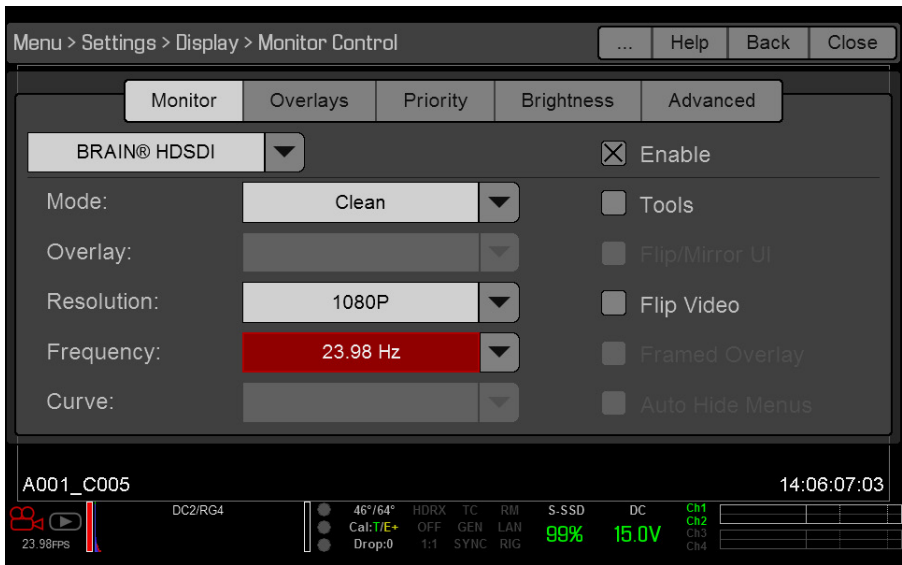 Menu > Settings > Display > Monitor Control ... Help Back Close
Monitor Overlays Priority Brightness Advanced
BRAIN® HDSDI Enable
Mode: Clean Tools
Overlay: Flip/Mirror UI
Resolution: 1080P Flip Video
Frequency: 23.98 Hz Framed Overlay
Curve: Auto Hide Menus
A001_C005 14:06:07:03
DC2/RG4 46°/64° HDRX TC RM S-SSD DC Ch1
Cal:T/E+ OFF GEN LAN 99% 15.0V Ch2
23.98FPS Drop:0 1:1 SYNC RIG Ch3
Ch4